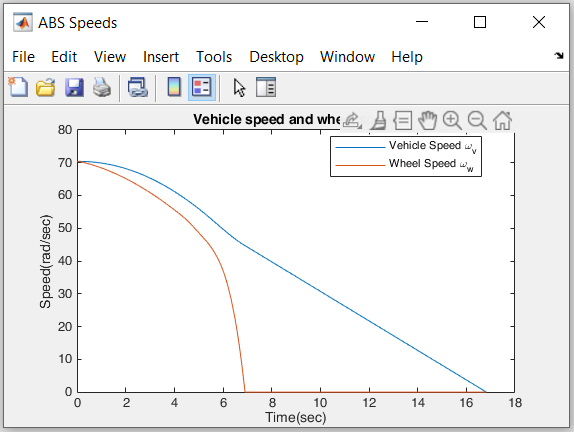 ABS Speeds
File Edit View Insert Tools Desktop Window Help
Vehicle speed and
80
70
60
50
40
30
20
10
0
Speed(rad/sec)
Vehicle Speed ωv
Wheel Speed ωw
0 2 4 6 8 10 12 14 16 18
Time(sec)